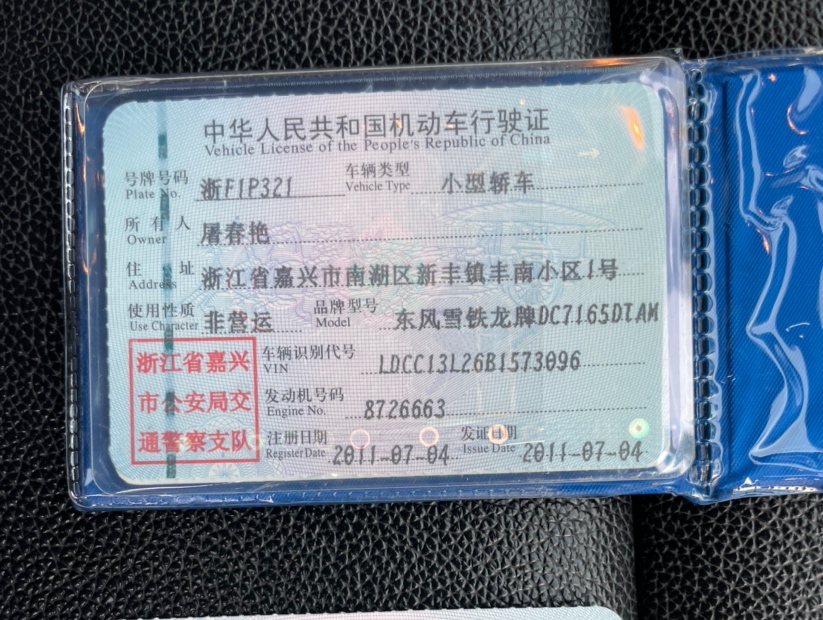 中华人民共和国机动车行驶证
Vehicle License of the People's Republic of China
号牌号码 浙F1P321 车辆类型 小型轿车
Plate No. Vehicle Type
所有人 屠春艳
Owner
住址 浙江省嘉兴市南湖区新丰镇丰南小区1号
Address
使用性质 非营运 品牌型号 东风雪铁龙牌DC7165DTAM
Use Character Model
车辆识别代号 LDCC13L26B1573096
VIN
发动机号码 8726663
Engine No.
注册日期 2011-07-04 发证日期 2011-07-04
Register Date Issue Date
浙江省嘉兴
市公安局交
通警察支队